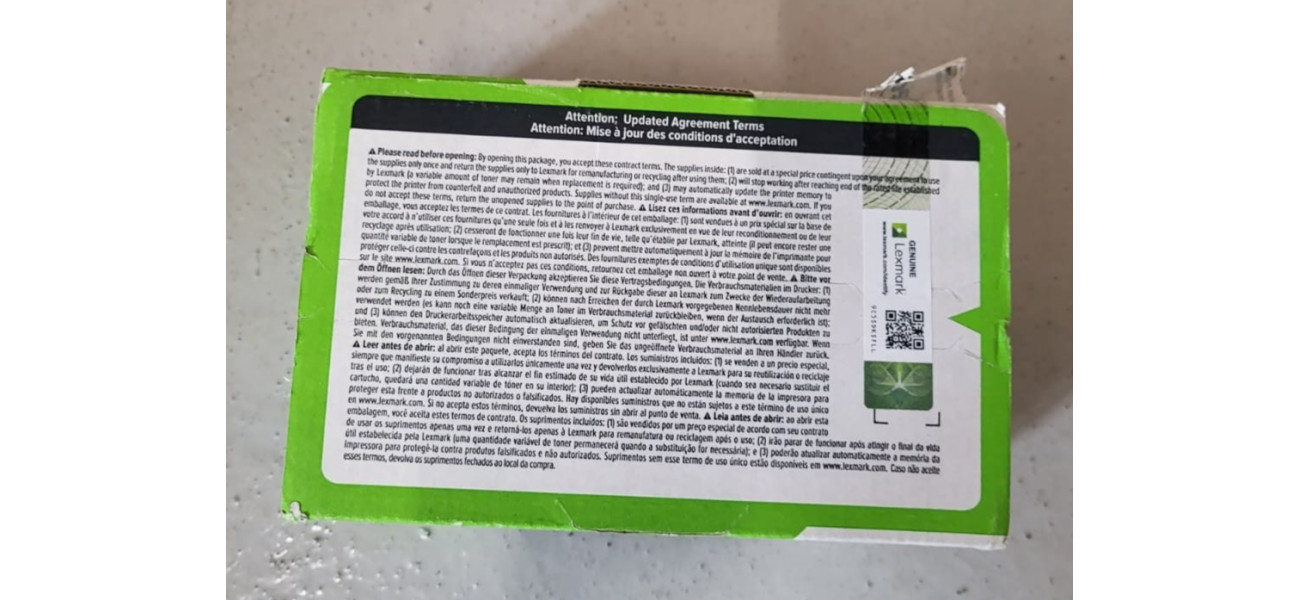 Attention: Updated Agreement Terms
Attention: Mise à jour des conditions d'acceptation
⚠ Please read before opening: By opening this package, you accept these contract terms. The supplies inside: (1) are sold at a special price contingent upon your agreement to use
the supplies only once and return the supplies only to Lexmark for remanufacturing or recycling after using them; (2) will stop working after reaching end of the rated life established
by Lexmark (a variable amount of toner may remain when replacement is required); and (3) may automatically update the printer memory to
protect the printer from counterfeit and unauthorized products. Supplies without this single-use term are available at www.lexmark.com. If you
do not accept these terms, return the unopened supplies to the point of purchase. ⚠ Lisez ces informations avant d'ouvrir: en ouvrant cet
emballage, vous acceptez les termes de ce contrat. Les fournitures à l'intérieur de cet emballage: (1) sont vendues à un prix spécial sur la base de
votre accord à n'utiliser ces fournitures qu'une seule fois et à les renvoyer à Lexmark exclusivement en vue de leur reconditionnement ou de leur
recyclage après utilisation; (2) cesseront de fonctionner une fois leur fin de vie, telle qu'établie par Lexmark, atteinte (il peut encore rester une
quantité variable de toner lorsque le remplacement est prescrit); et (3) peuvent mettre automatiquement à jour la mémoire de l'imprimante pour
protéger celle-ci contre les contrefaçons et les produits non autorisés. Des fournitures exemptes de conditions d'utilisation unique sont disponibles
sur le site www.lexmark.com. Si vous n'acceptez pas ces conditions, retournez cet emballage non ouvert à votre point de vente. ⚠ Bitte vor
dem Öffnen lesen: Durch das Öffnen dieser Verpackung akzeptieren Sie diese Vertragsbedingungen. Die Verbrauchsmaterialien im Drucker: (1)
werden gemäß Ihrer Zustimmung zu deren einmaliger Verwendung und zur Rückgabe dieser an Lexmark zum Zwecke der Wiederaufarbeitung
oder zum Recycling zu einem Sonderpreis verkauft; (2) können nach Erreichen der durch Lexmark vorgegebenen Nennlebensdauer nicht mehr
verwendet werden (es kann noch eine variable Menge an Toner im Verbrauchsmaterial zurückbleiben, wenn der Austausch erforderlich ist);
und (3) können den Druckerarbeitsspeicher automatisch aktualisieren, um Schutz vor gefälschten und/oder nicht autorisierten Produkten zu
bieten. Verbrauchsmaterial, das dieser Bedingung der einmaligen Verwendung nicht unterliegt, ist unter www.lexmark.com verfügbar. Wenn
Sie mit den vorgenannten Bedingungen nicht einverstanden sind, geben Sie das ungeöffnete Verbrauchsmaterial an Ihren Händler zurück.
⚠ Leer antes de abrir: al abrir este paquete, acepta los términos del contrato. Los suministros incluidos: (1) se venden a un precio especial,
siempre que manifieste su compromiso a utilizarlos únicamente una vez y devolverlos exclusivamente a Lexmark para su reutilización o reciclaje
tras el uso; (2) dejarán de funcionar tras alcanzar el fin estimado de su vida útil establecido por Lexmark (cuando sea necesario sustituir el
cartucho, quedará una cantidad variable de tóner en su interior); (3) pueden actualizar automáticamente la memoria de la impresora para
proteger esta frente a productos no autorizados o falsificados. Hay disponibles suministros que no están sujetos a este término de uso único
en www.lexmark.com. Si no acepta estos términos, devuelva los suministros sin abrir al punto de venta. ⚠ Leia antes de abrir: ao abrir esta
embalagem, você aceita estes termos de contrato. Os suprimentos incluídos: (1) são vendidos por um preço especial de acordo com seu contrato
de usar os suprimentos apenas uma vez e retorná-los apenas à Lexmark para remanufatura ou reciclagem após o uso; (2) irão parar de funcionar após atingir o final da vida
útil estabelecida pela Lexmark (uma quantidade variável de toner permanecerá quando a substituição for necessária); e (3) poderão atualizar automaticamente a memória da
impressora para protegê-la contra produtos falsificados e não autorizados. Suprimentos sem esse termo de uso único estão disponíveis em www.lexmark.com. Caso não aceite
esses termos, devolva os suprimentos fechados ao local da compra.
GENUINE
Lexmark
www.lexmark.com/identify